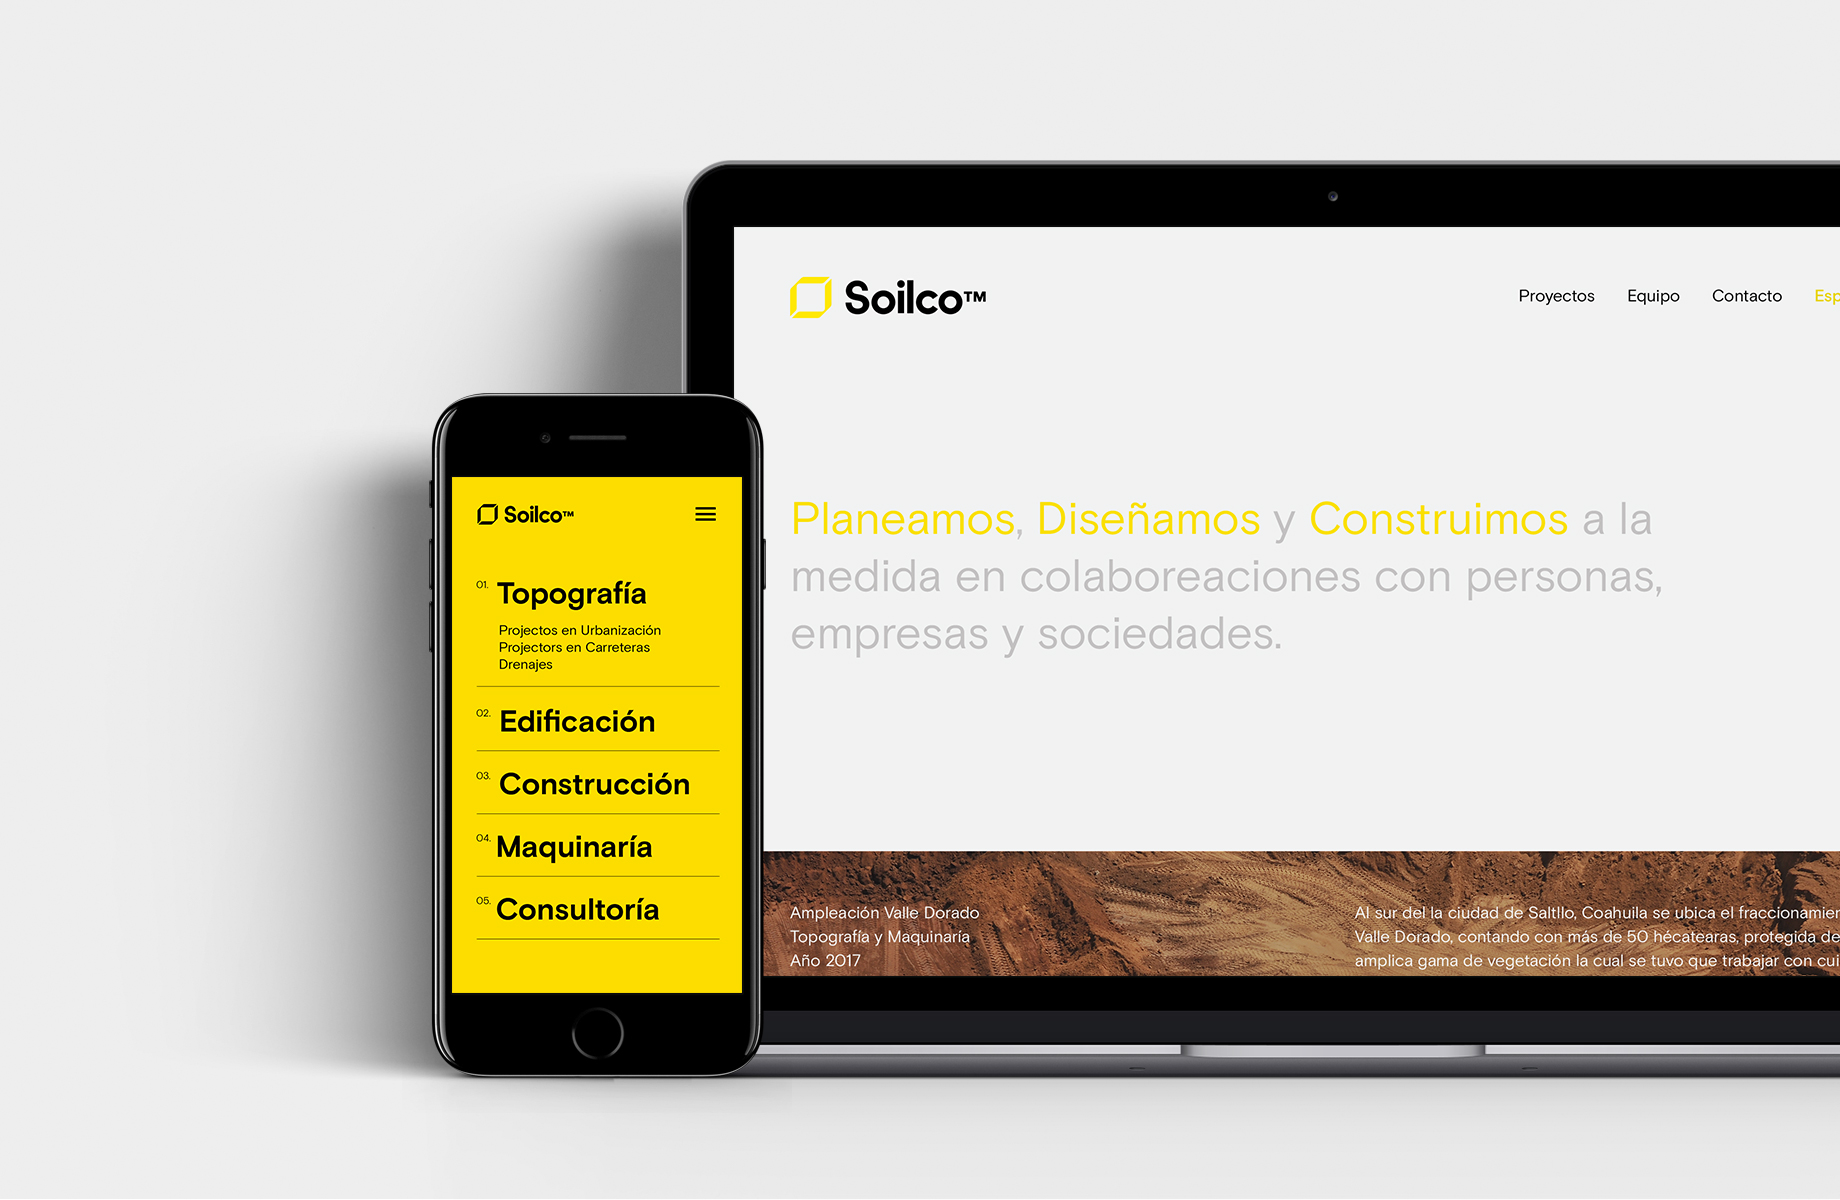 Soilco™
Proyectos Equipo Contacto Esp
Planeamos, Diseñamos y Construimos a la
medida en colaboreaciones con personas,
empresas y sociedades.
Ampleación Valle Dorado
Topografía y Maquinaría
Año 2017
Al sur del la ciudad de Saltllo, Coahuila se ubica el fraccionamien
Valle Dorado, contando con más de 50 hécatearas, protegida de
amplica gama de vegetación la cual se tuvo que trabajar con cui
Soilco™
01. Topografía
Projectos en Urbanización
Projectors en Carreteras
Drenajes
02. Edificación
03. Construcción
04. Maquinaría
05. Consultoría